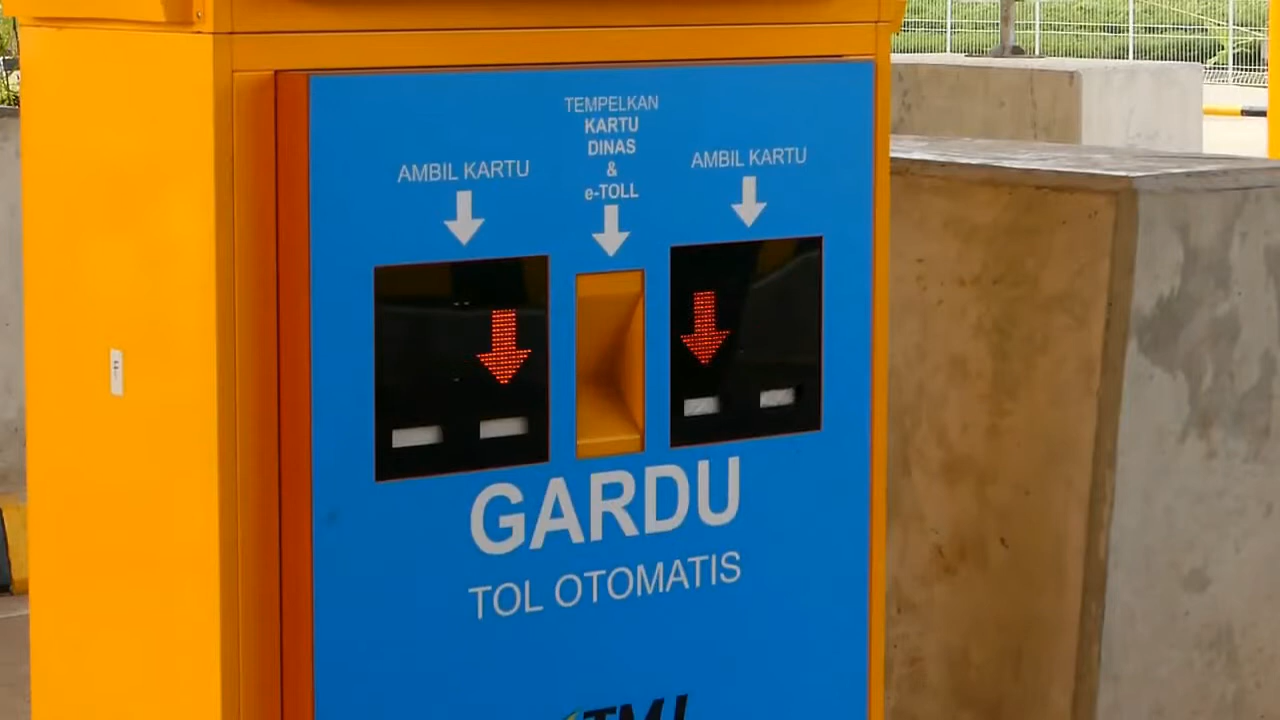 TEMPELKAN
KARTU
DINAS
&
e-TOLL
AMBIL KARTU
AMBIL KARTU
GARDU
TOL OTOMATIS